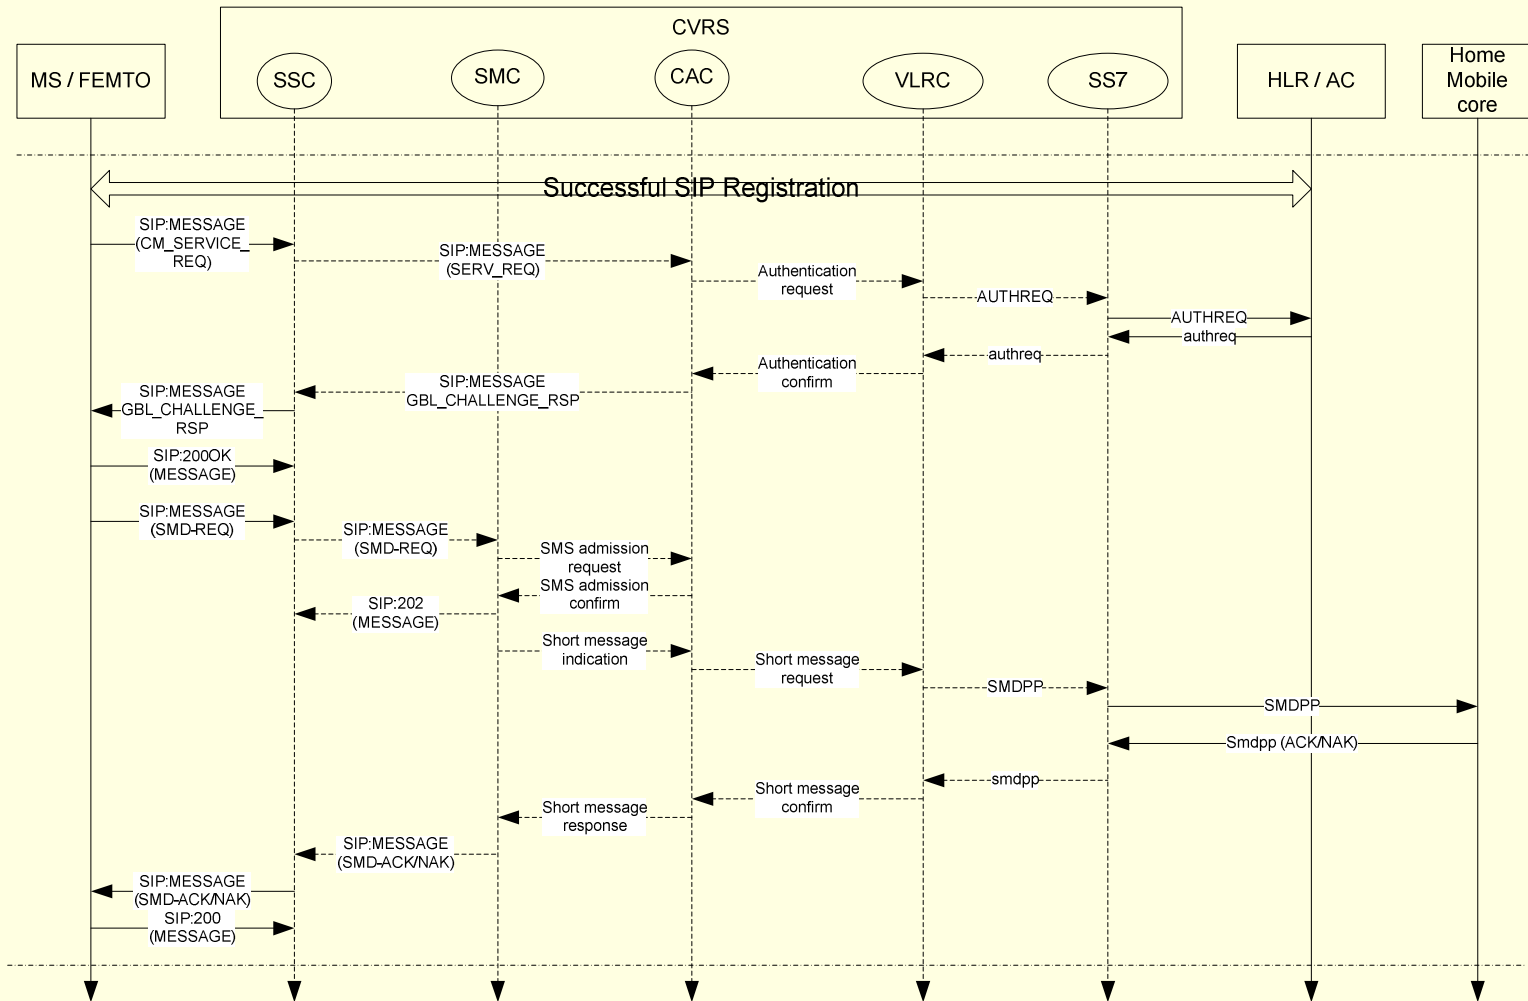 CVRS
MS / FEMTO
SSC
SMC
CAC
VLRC
SS7
HLR / AC
Home
Mobile
core
Successful SIP Registration
SIP:MESSAGE
(CM_SERVICE_
REQ)
SIP:MESSAGE
(SERV_REQ)
Authentication
request
AUTHREQ
AUTHREQ
authreq
authreq
Authentication
confirm
SIP:MESSAGE
GBL_CHALLENGE_RSP
SIP:MESSAGE
GBL_CHALLENGE_
RSP
SIP:200OK
(MESSAGE)
SIP:MESSAGE
(SMD-REQ)
SIP:MESSAGE
(SMD-REQ)
SMS admission
request
SMS admission
confirm
SIP:202
(MESSAGE)
Short message
indication
Short message
request
SMDPP
SMDPP
Smdpp (ACK/NAK)
smdpp
Short message
confirm
Short message
response
SIP:MESSAGE
(SMD-ACK/NAK)
SIP:MESSAGE
(SMD-ACK/NAK)
SIP:200
(MESSAGE)